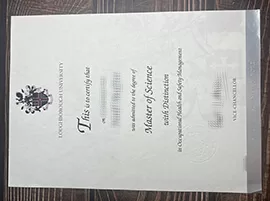 LOUGHBOROUGH UNIVERSITY
This is to certify that
was admitted to the degree of
Master of Science
with Distinction
in Occupational Health and Safety Management
VICE-CHANCELLOR